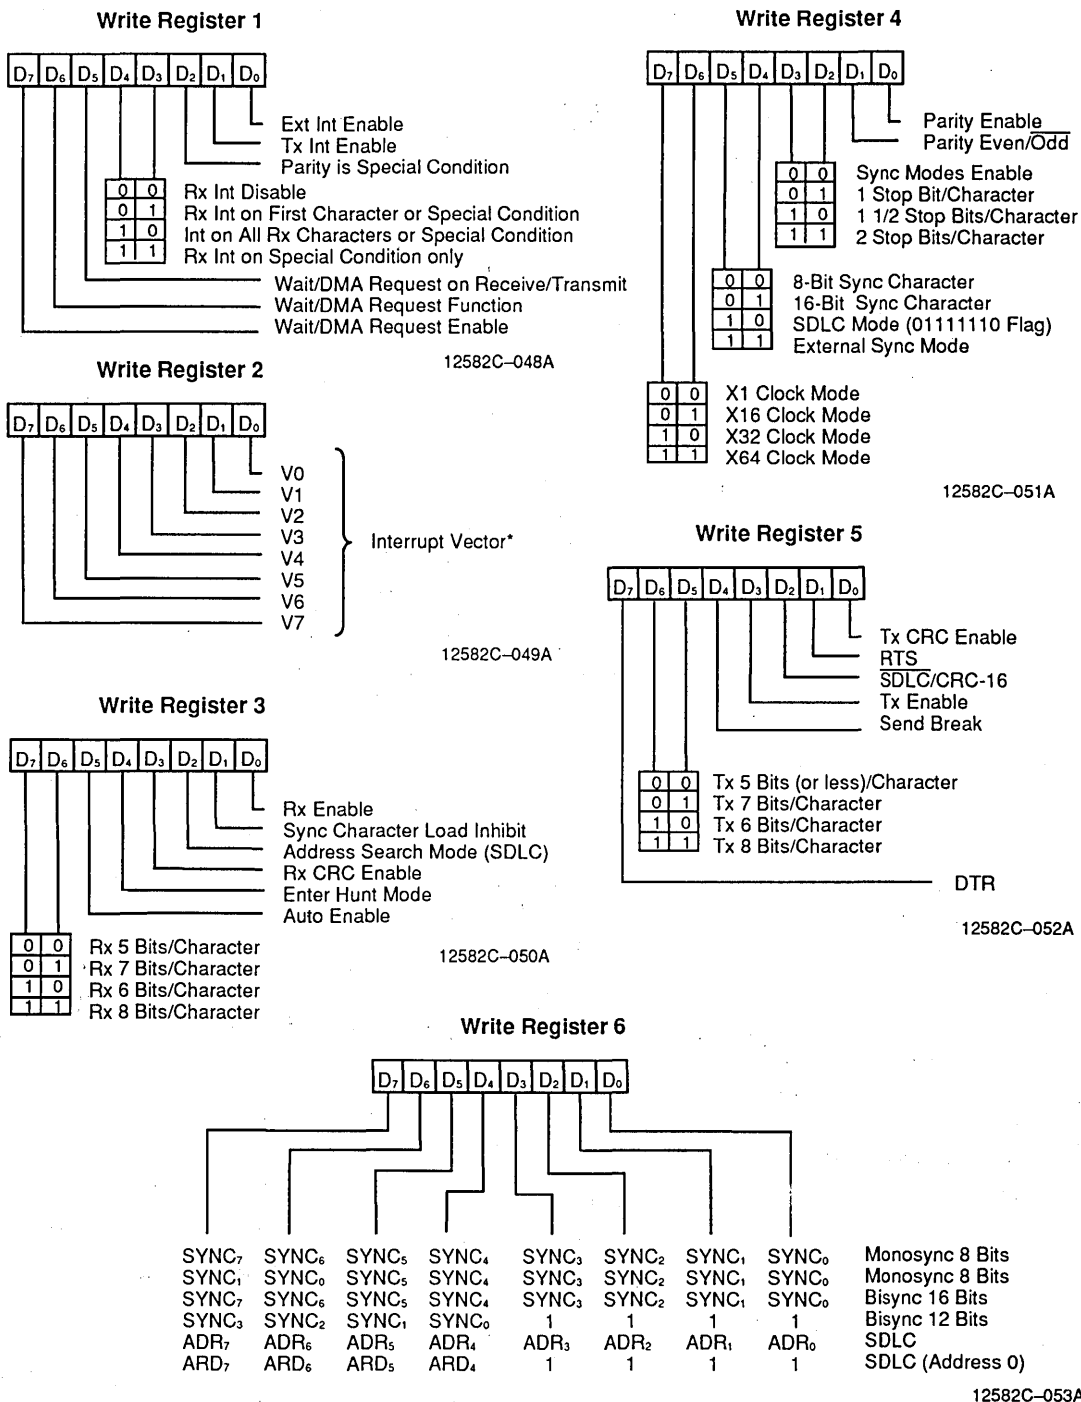 Write Register 1
D₇ D₆ D₅ D₄ D₃ D₂ D₁ D₀
Ext Int Enable
Tx Int Enable
Parity is Special Condition
0 0 Rx Int Disable
0 1 Rx Int on First Character or Special Condition
1 0 Int on All Rx Characters or Special Condition
1 1 Rx Int on Special Condition only
Wait/DMA Request on Receive/Transmit
Wait/DMA Request Function
Wait/DMA Request Enable
12582C–048A
Write Register 2
D₇ D₆ D₅ D₄ D₃ D₂ D₁ D₀
V0
V1
V2
V3
V4
V5
V6
V7
Interrupt Vector*
12582C–049A
Write Register 3
D₇ D₆ D₅ D₄ D₃ D₂ D₁ D₀
Rx Enable
Sync Character Load Inhibit
Address Search Mode (SDLC)
Rx CRC Enable
Enter Hunt Mode
Auto Enable
0 0 Rx 5 Bits/Character
0 1 Rx 7 Bits/Character
1 0 Rx 6 Bits/Character
1 1 Rx 8 Bits/Character
12582C–050A
Write Register 4
D₇ D₆ D₅ D₄ D₃ D₂ D₁ D₀
Parity Enable
Parity Even/O̅d̅d̅
0 0 Sync Modes Enable
0 1 1 Stop Bit/Character
1 0 1 1/2 Stop Bits/Character
1 1 2 Stop Bits/Character
0 0 8-Bit Sync Character
0 1 16-Bit Sync Character
1 0 SDLC Mode (01111110 Flag)
1 1 External Sync Mode
0 0 X1 Clock Mode
0 1 X16 Clock Mode
1 0 X32 Clock Mode
1 1 X64 Clock Mode
12582C–051A
Write Register 5
D₇ D₆ D₅ D₄ D₃ D₂ D₁ D₀
Tx CRC Enable
RTS
S̅D̅L̅C̅/CRC-16
Tx Enable
Send Break
0 0 Tx 5 Bits (or less)/Character
0 1 Tx 7 Bits/Character
1 0 Tx 6 Bits/Character
1 1 Tx 8 Bits/Character
DTR
12582C–052A
Write Register 6
D₇ D₆ D₅ D₄ D₃ D₂ D₁ D₀
SYNC₇ SYNC₆ SYNC₅ SYNC₄ SYNC₃ SYNC₂ SYNC₁ SYNC₀ Monosync 8 Bits
SYNC₁ SYNC₀ SYNC₅ SYNC₄ SYNC₃ SYNC₂ SYNC₁ SYNC₀ Monosync 8 Bits
SYNC₇ SYNC₆ SYNC₅ SYNC₄ SYNC₃ SYNC₂ SYNC₁ SYNC₀ Bisync 16 Bits
SYNC₃ SYNC₂ SYNC₁ SYNC₀ 1 1 1 1 Bisync 12 Bits
ADR₇ ADR₆ ADR₅ ADR₄ ADR₃ ADR₂ ADR₁ ADR₀ SDLC
ARD₇ ARD₆ ARD₅ ARD₄ 1 1 1 1 SDLC (Address 0)
12582C–053A